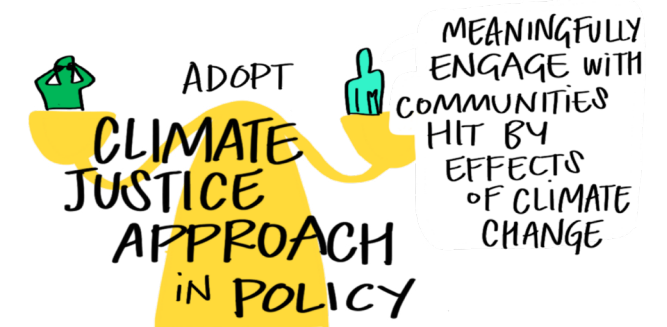 ADOPT
CLIMATE
JUSTICE
APPROACH
iN POLICY
MEANINGFULLY
ENGAGE WiTH
COMMUNITIES
HIT BY
EFFECTS
OF CLIMATE
CHANGE